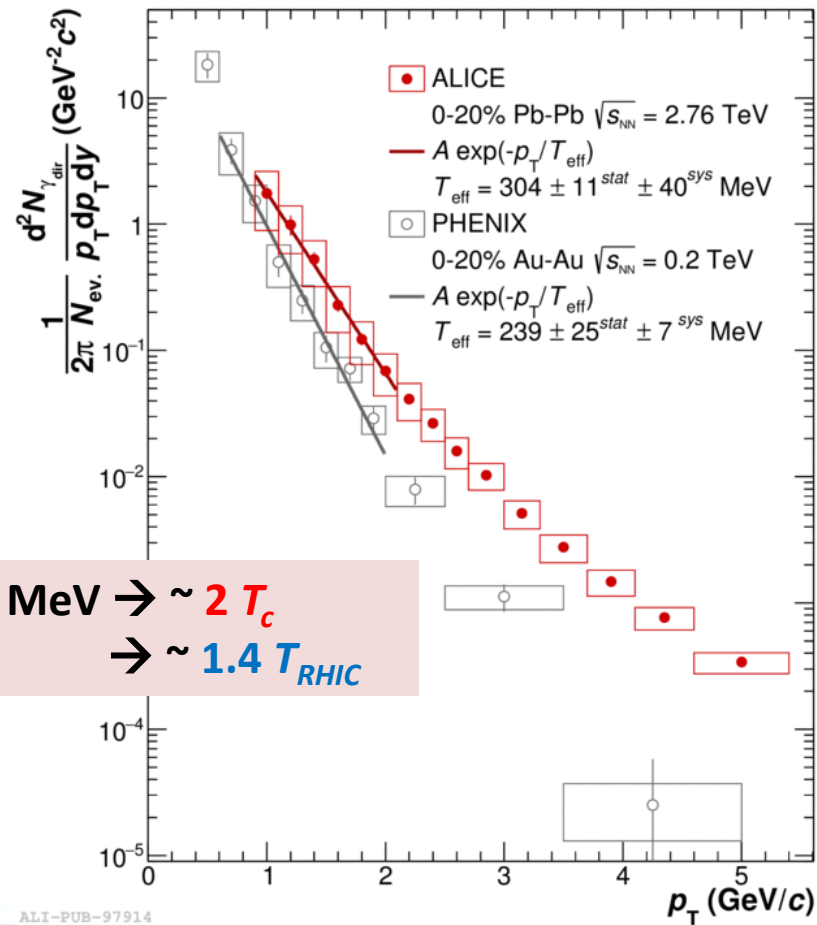 1/(2π N_ev.) d²N_γdir/(p_T dp_T dy) (GeV⁻²c²)
10
1
10⁻¹
10⁻²
10⁻⁴
10⁻⁵
ALICE
0-20% Pb-Pb √s_NN = 2.76 TeV
A exp(-p_T/T_eff)
T_eff = 304 ± 11^stat ± 40^sys MeV
PHENIX
0-20% Au-Au √s_NN = 0.2 TeV
A exp(-p_T/T_eff)
T_eff = 239 ± 25^stat ± 7^sys MeV
MeV → ~ 2 T_c
→ ~ 1.4 T_RHIC
0 1 2 3 4 5
p_T (GeV/c)
ALI-PUB-97914